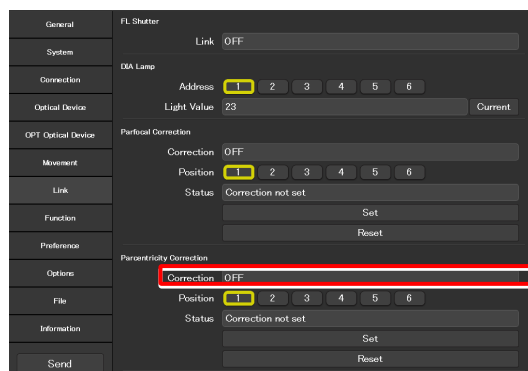 General
System
Connection
Optical Device
OPT Optical Device
Movement
Link
Function
Preference
Options
File
Information
Send
FL Shutter
Link OFF
DIA Lamp
Address 1 2 3 4 5 6
Light Value 23 Current
Parfocal Correction
Correction OFF
Position 1 2 3 4 5 6
Status Correction not set
Set
Reset
Parcentricity Correction
Correction OFF
Position 1 2 3 4 5 6
Status Correction not set
Set
Reset